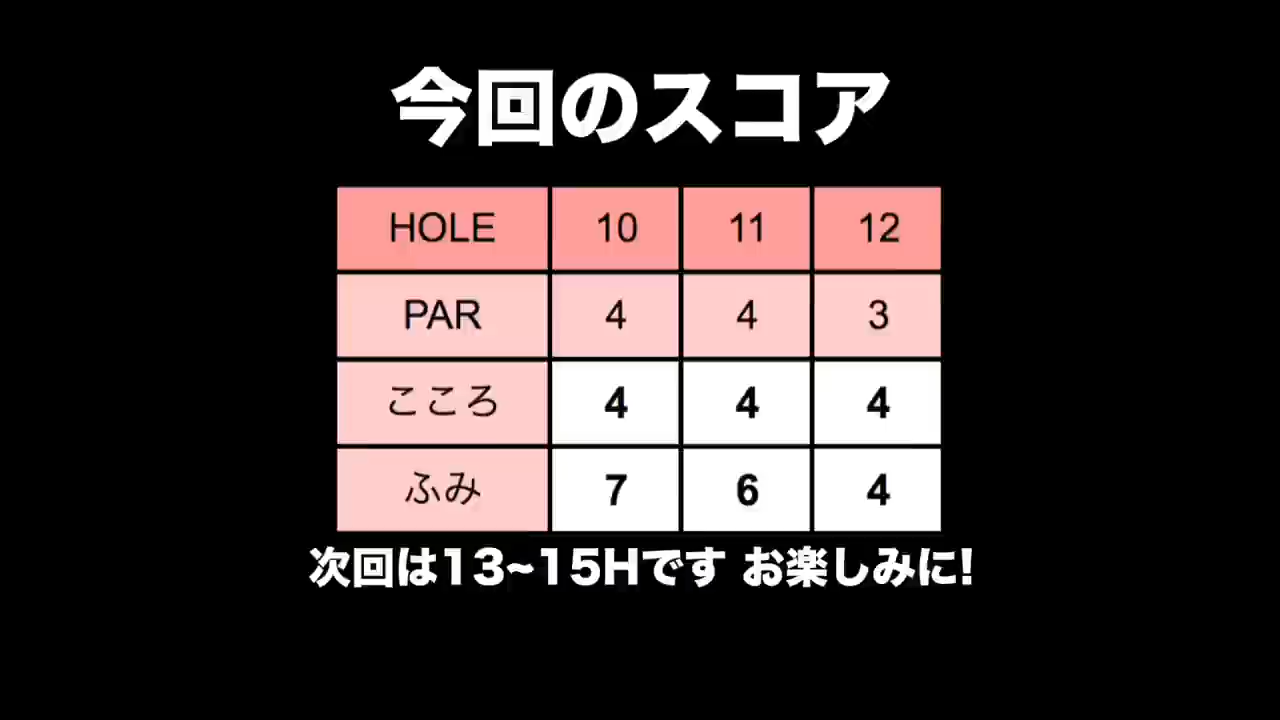 今回のスコア
HOLE 10 11 12
PAR 4 4 3
こころ 4 4 4
ふみ 7 6 4
次回は13~15Hです お楽しみに!